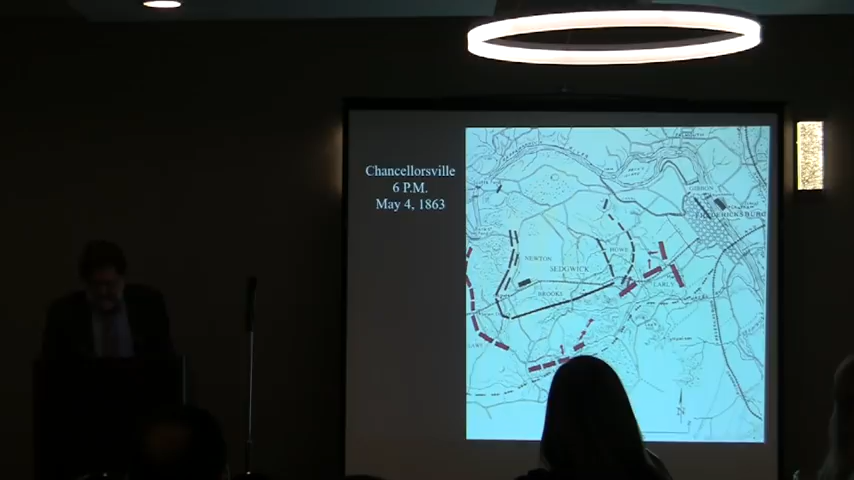 Chancellorsville
6 P.M.
May 4, 1863
GIBBON
FREDERICKSBURG
HOWE
NEWTON
SEDGWICK
EARLY
BROOKS